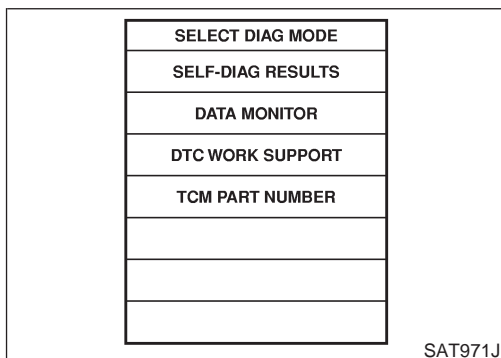 SELECT DIAG MODE
SELF-DIAG RESULTS
DATA MONITOR
DTC WORK SUPPORT
TCM PART NUMBER
SAT971J